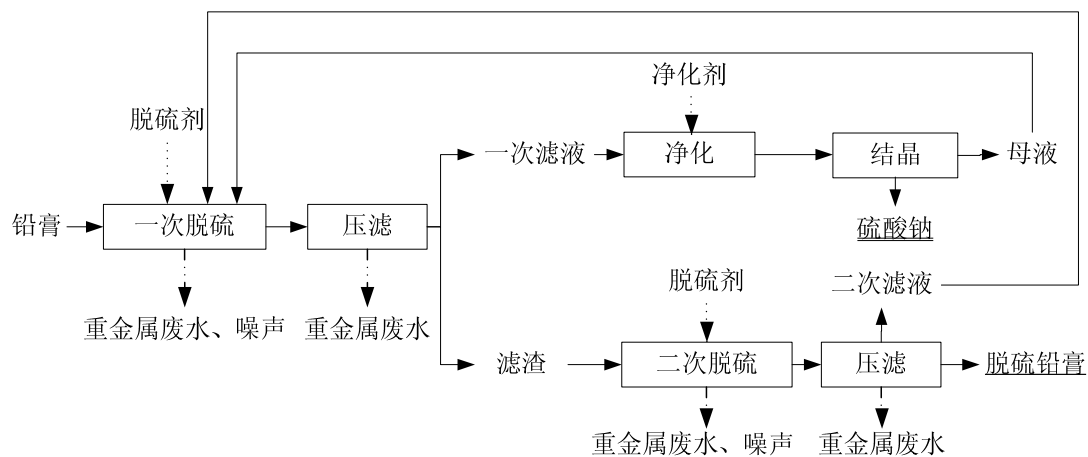 净化剂
脱硫剂
一次滤液
净化
结晶
母液
铅膏
一次脱硫
压滤
硫酸钠
脱硫剂
二次滤液
重金属废水、噪声
重金属废水
滤渣
二次脱硫
压滤
脱硫铅膏
重金属废水、噪声
重金属废水